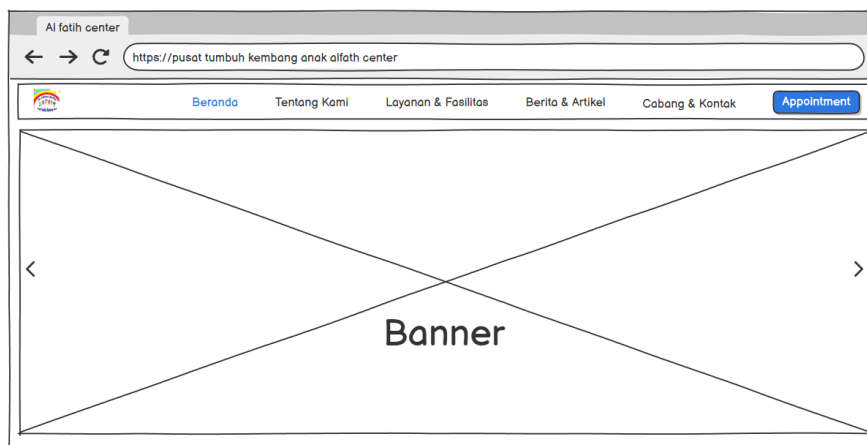 Al fatih center
https://pusat tumbuh kembang anak alfath center
Beranda Tentang Kami Layanan & Fasilitas Berita & Artikel Cabang & Kontak Appointment
Banner